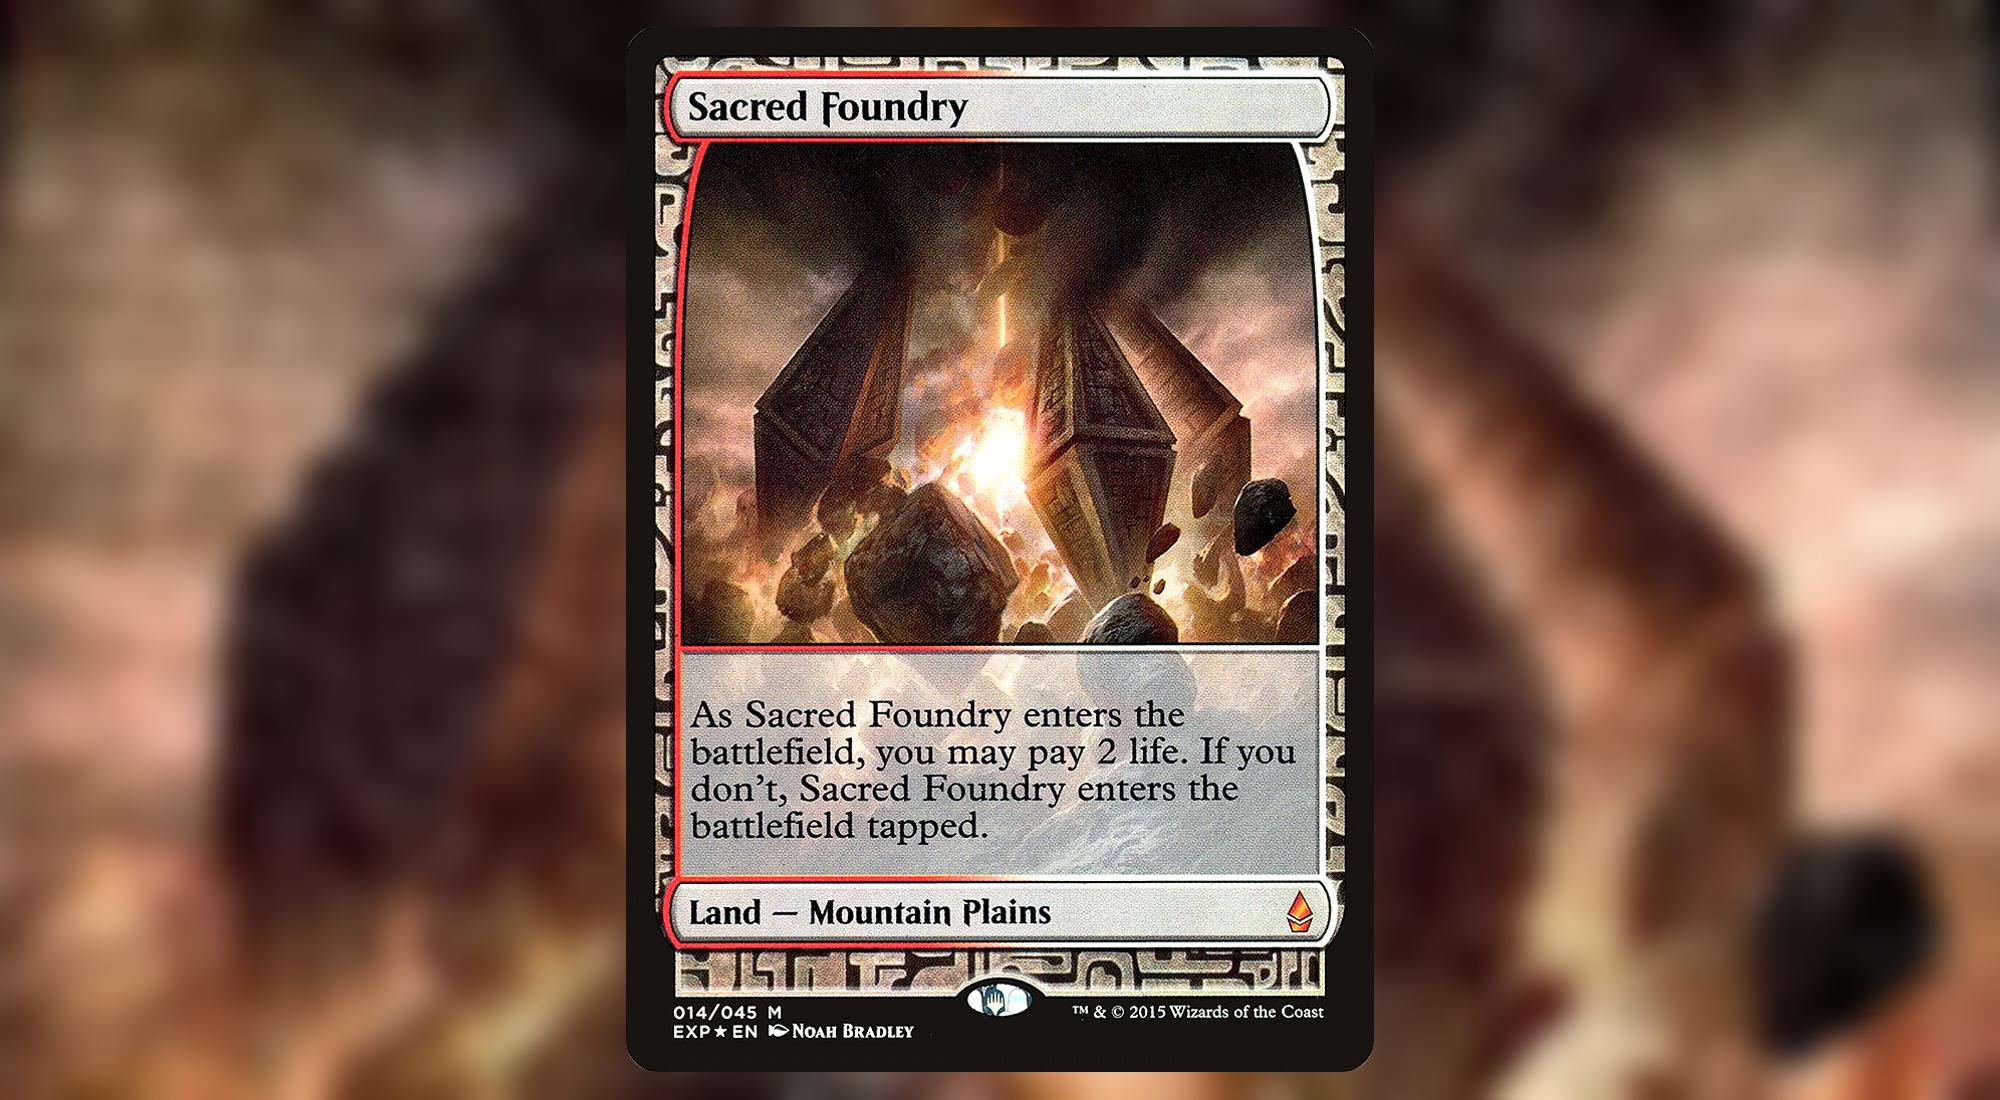 Sacred Foundry
As Sacred Foundry enters the
battlefield, you may pay 2 life. If you
don't, Sacred Foundry enters the
battlefield tapped.
Land — Mountain Plains
014/045 M
EXP★EN Noah Bradley
™ & © 2015 Wizards of the Coast